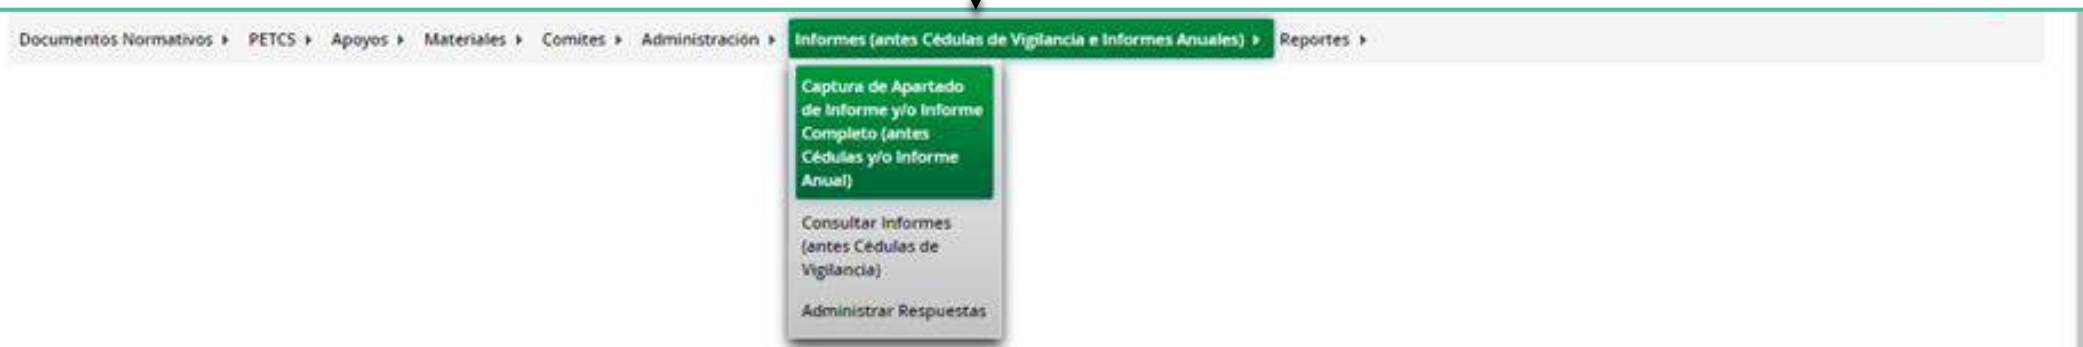 Documentos Normativos PETCS Apoyos Materiales Comites Administración Informes (antes Cédulas de Vigilancia e Informes Anuales) Reportes
Captura de Apartado
de Informe y/o Informe
Completo (antes
Cédulas y/o Informe
Anual)
Consultar Informes
(antes Cédulas de
Vigilancia)
Administrar Respuestas